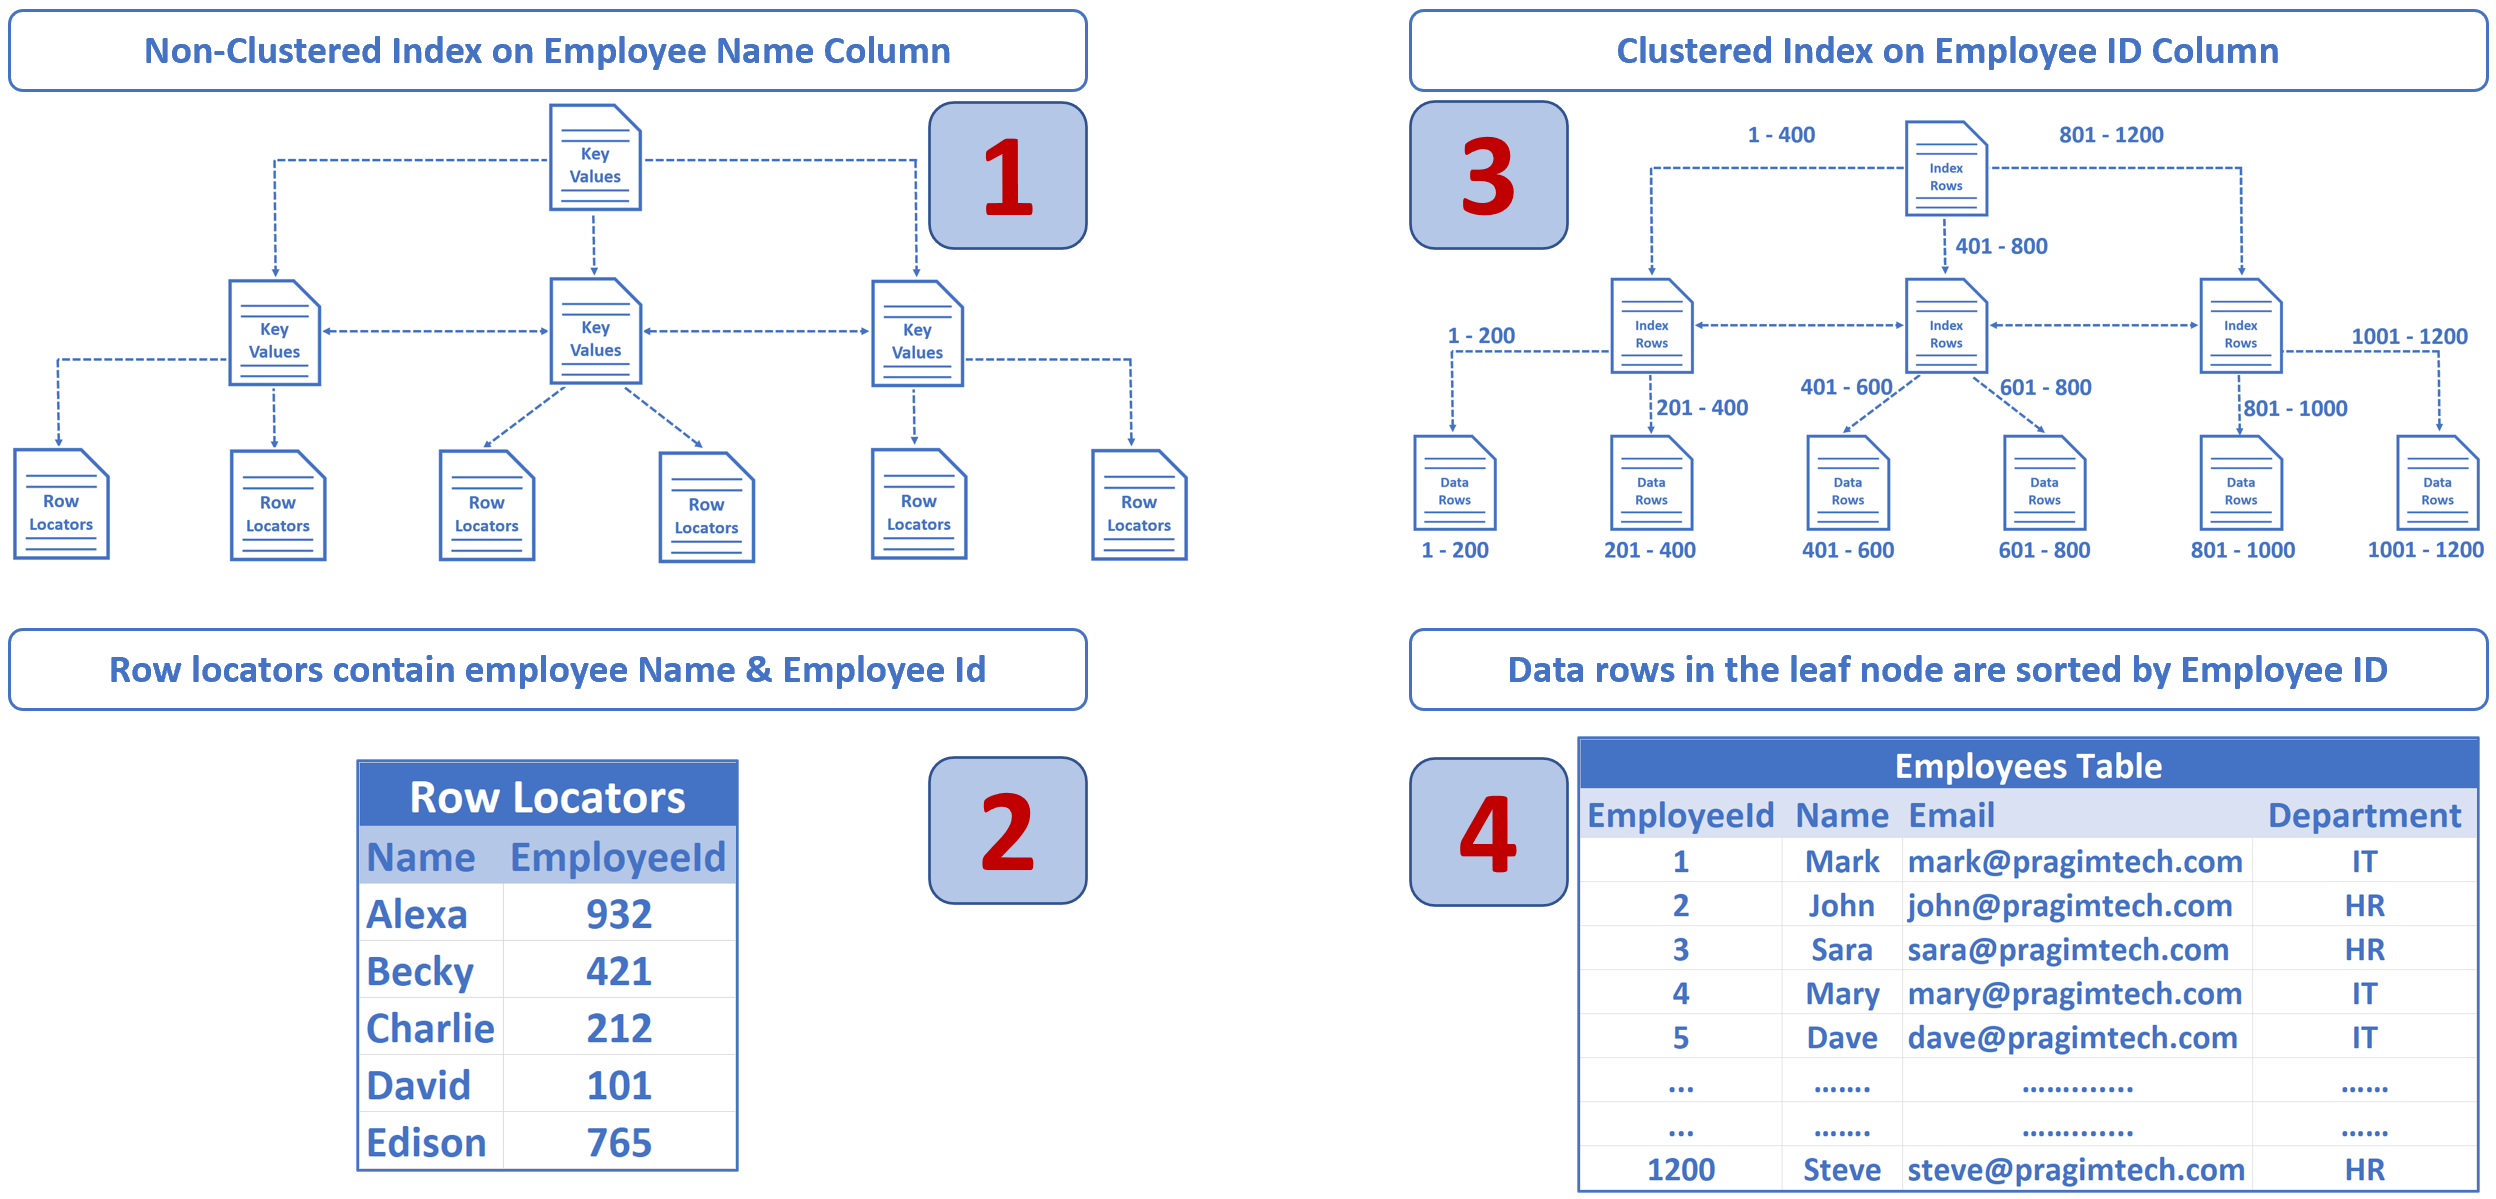 Non-Clustered Index on Employee Name Column
1
Key
Values
Key
Values
Key
Values
Key
Values
Row
Locators
Row
Locators
Row
Locators
Row
Locators
Row
Locators
Row
Locators
Row locators contain employee Name & Employee Id
2
Row Locators
Name EmployeeId
Alexa 932
Becky 421
Charlie 212
David 101
Edison 765
Clustered Index on Employee ID Column
3
1 - 400
801 - 1200
Index
Rows
401 - 800
Index
Rows
Index
Rows
Index
Rows
1 - 200
1001 - 1200
401 - 600
601 - 800
201 - 400
801 - 1000
Data
Rows
Data
Rows
Data
Rows
Data
Rows
Data
Rows
Data
Rows
1 - 200
201 - 400
401 - 600
601 - 800
801 - 1000
1001 - 1200
Data rows in the leaf node are sorted by Employee ID
4
Employees Table
EmployeeId Name Email Department
1 Mark mark@pragimtech.com IT
2 John john@pragimtech.com HR
3 Sara sara@pragimtech.com HR
4 Mary mary@pragimtech.com IT
5 Dave dave@pragimtech.com IT
... ....... ............. ......
... ....... ............. ......
1200 Steve steve@pragimtech.com HR